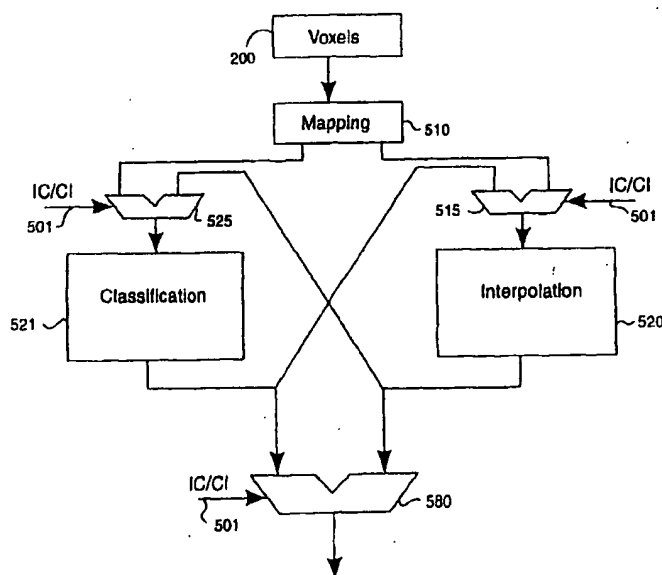 Voxels
200
Mapping
510
IC/CI
501
525
IC/CI
515
501
Classification
521
Interpolation
520
IC/CI
501
580